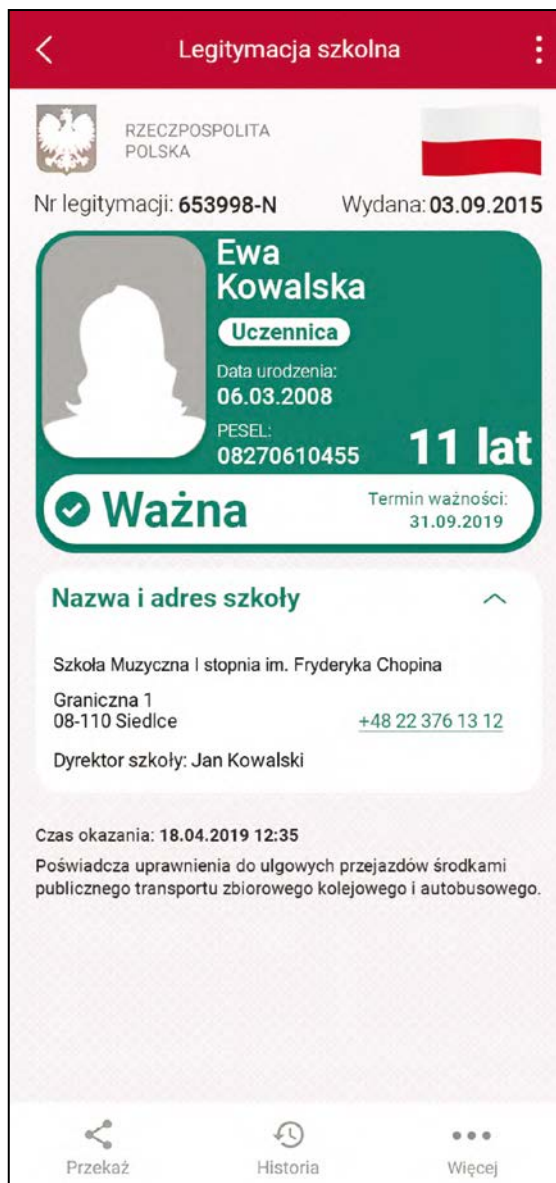 Legitymacja szkolna
RZECZPOSPOLITA
POLSKA
Nr legitymacji: 653998-N Wydana: 03.09.2015
Ewa
Kowalska
Uczennica
Data urodzenia:
06.03.2008
PESEL:
08270610455
11 lat
Ważna
Termin ważności:
31.09.2019
Nazwa i adres szkoły
Szkoła Muzyczna I stopnia im. Fryderyka Chopina
Graniczna 1
08-110 Siedlce
+48 22 376 13 12
Dyrektor szkoły: Jan Kowalski
Czas okazania: 18.04.2019 12:35
Poświadcza uprawnienia do ulgowych przejazdów środkami
publicznego transportu zbiorowego kolejowego i autobusowego.
Przekaż
Historia
Więcej